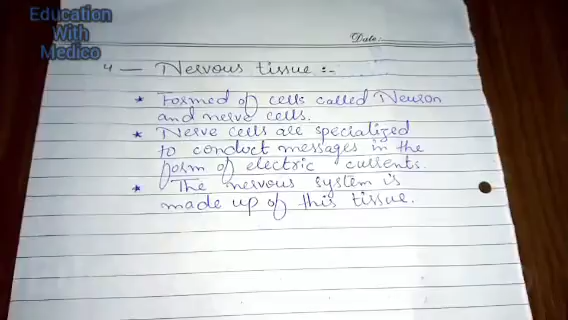 Education
With
Medico
Date:
4 — Nervous tissue :-
* Formed of cells called Neuron
and nerve cells.
* Nerve cells are specialized
to conduct messages in the
form of electric currents.
* The nervous system is
made up of this tissue.